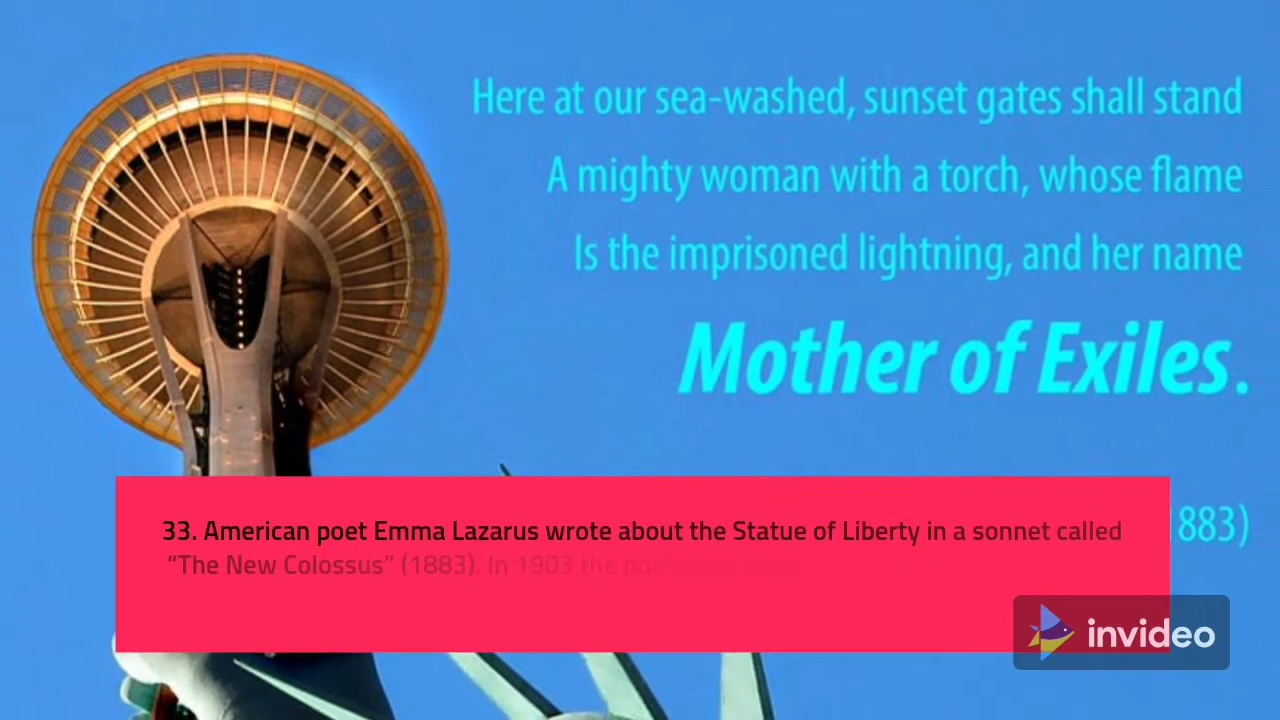 Here at our sea-washed, sunset gates shall stand
A mighty woman with a torch, whose flame
Is the imprisoned lightning, and her name
Mother of Exiles.
883)
33. American poet Emma Lazarus wrote about the Statue of Liberty in a sonnet called
“The New Colossus” (1883). In 1903 the
invideo